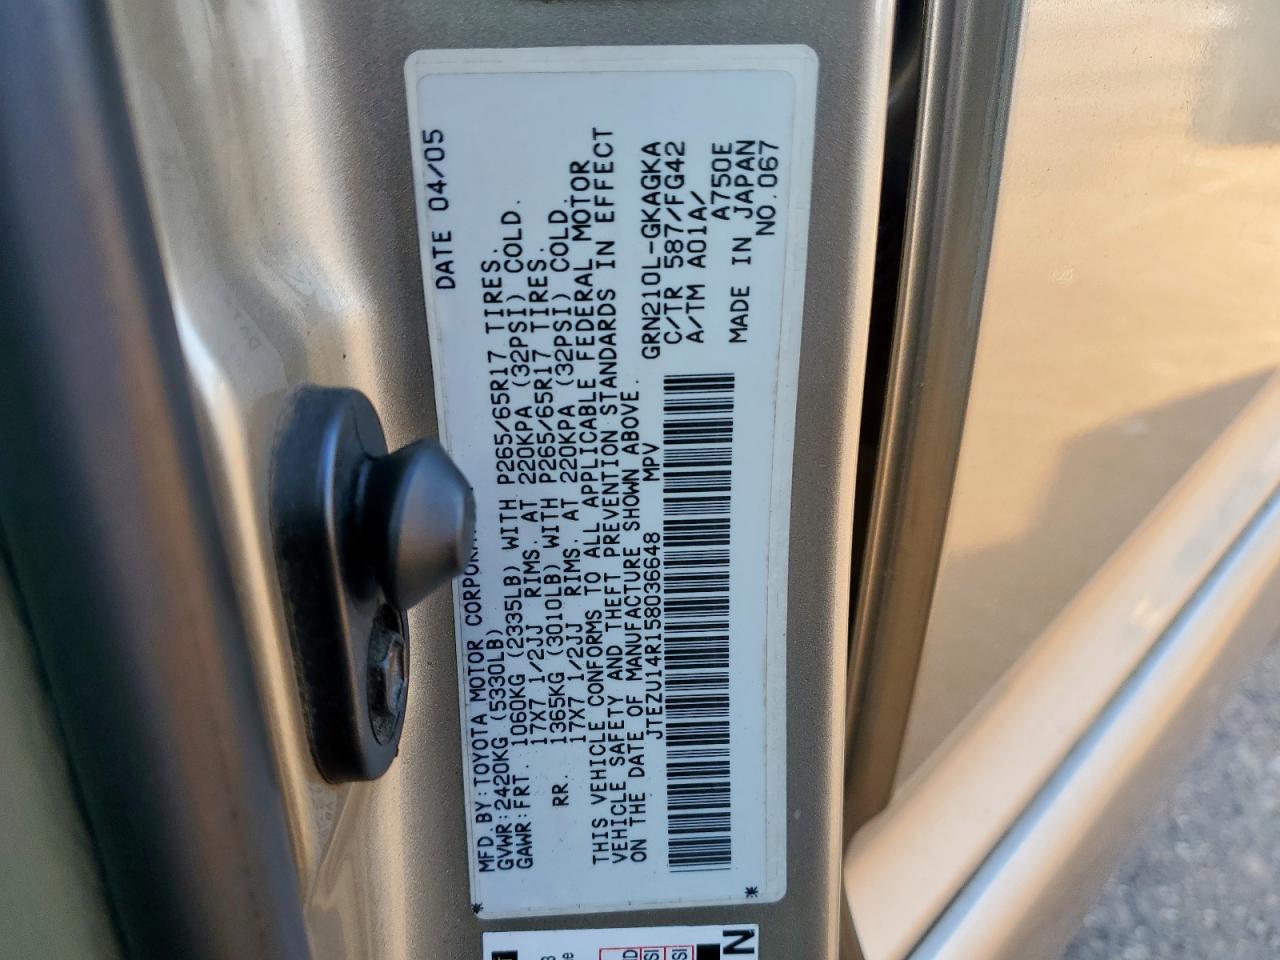 DATE 04/05
MFD.BY:TOYOTA MOTOR
GVWR:2420KG (5330LB)
GAWR:FRT. 1060KG (2335LB) WITH P265/65R17 TIRES.
17X7 1/2JJ RIMS. AT 220KPA (32PSI) COLD.
RR. 1365KG (3010LB) WITH P265/65R17 TIRES.
17X7 1/2JJ RIMS. AT 220KPA (32PSI) COLD.
THIS VEHICLE CONFORMS TO ALL APPLICABLE FEDERAL MOTOR
VEHICLE SAFETY AND THEFT PREVENTION STANDARDS IN EFFECT
ON THE DATE OF MANUFACTURE SHOWN ABOVE.
JTEZU14R158036648 MPV
GRN210L-GKAGKA
C/TR 587/FG42
A/TM A01A/
A750E
MADE IN JAPAN
NO.067